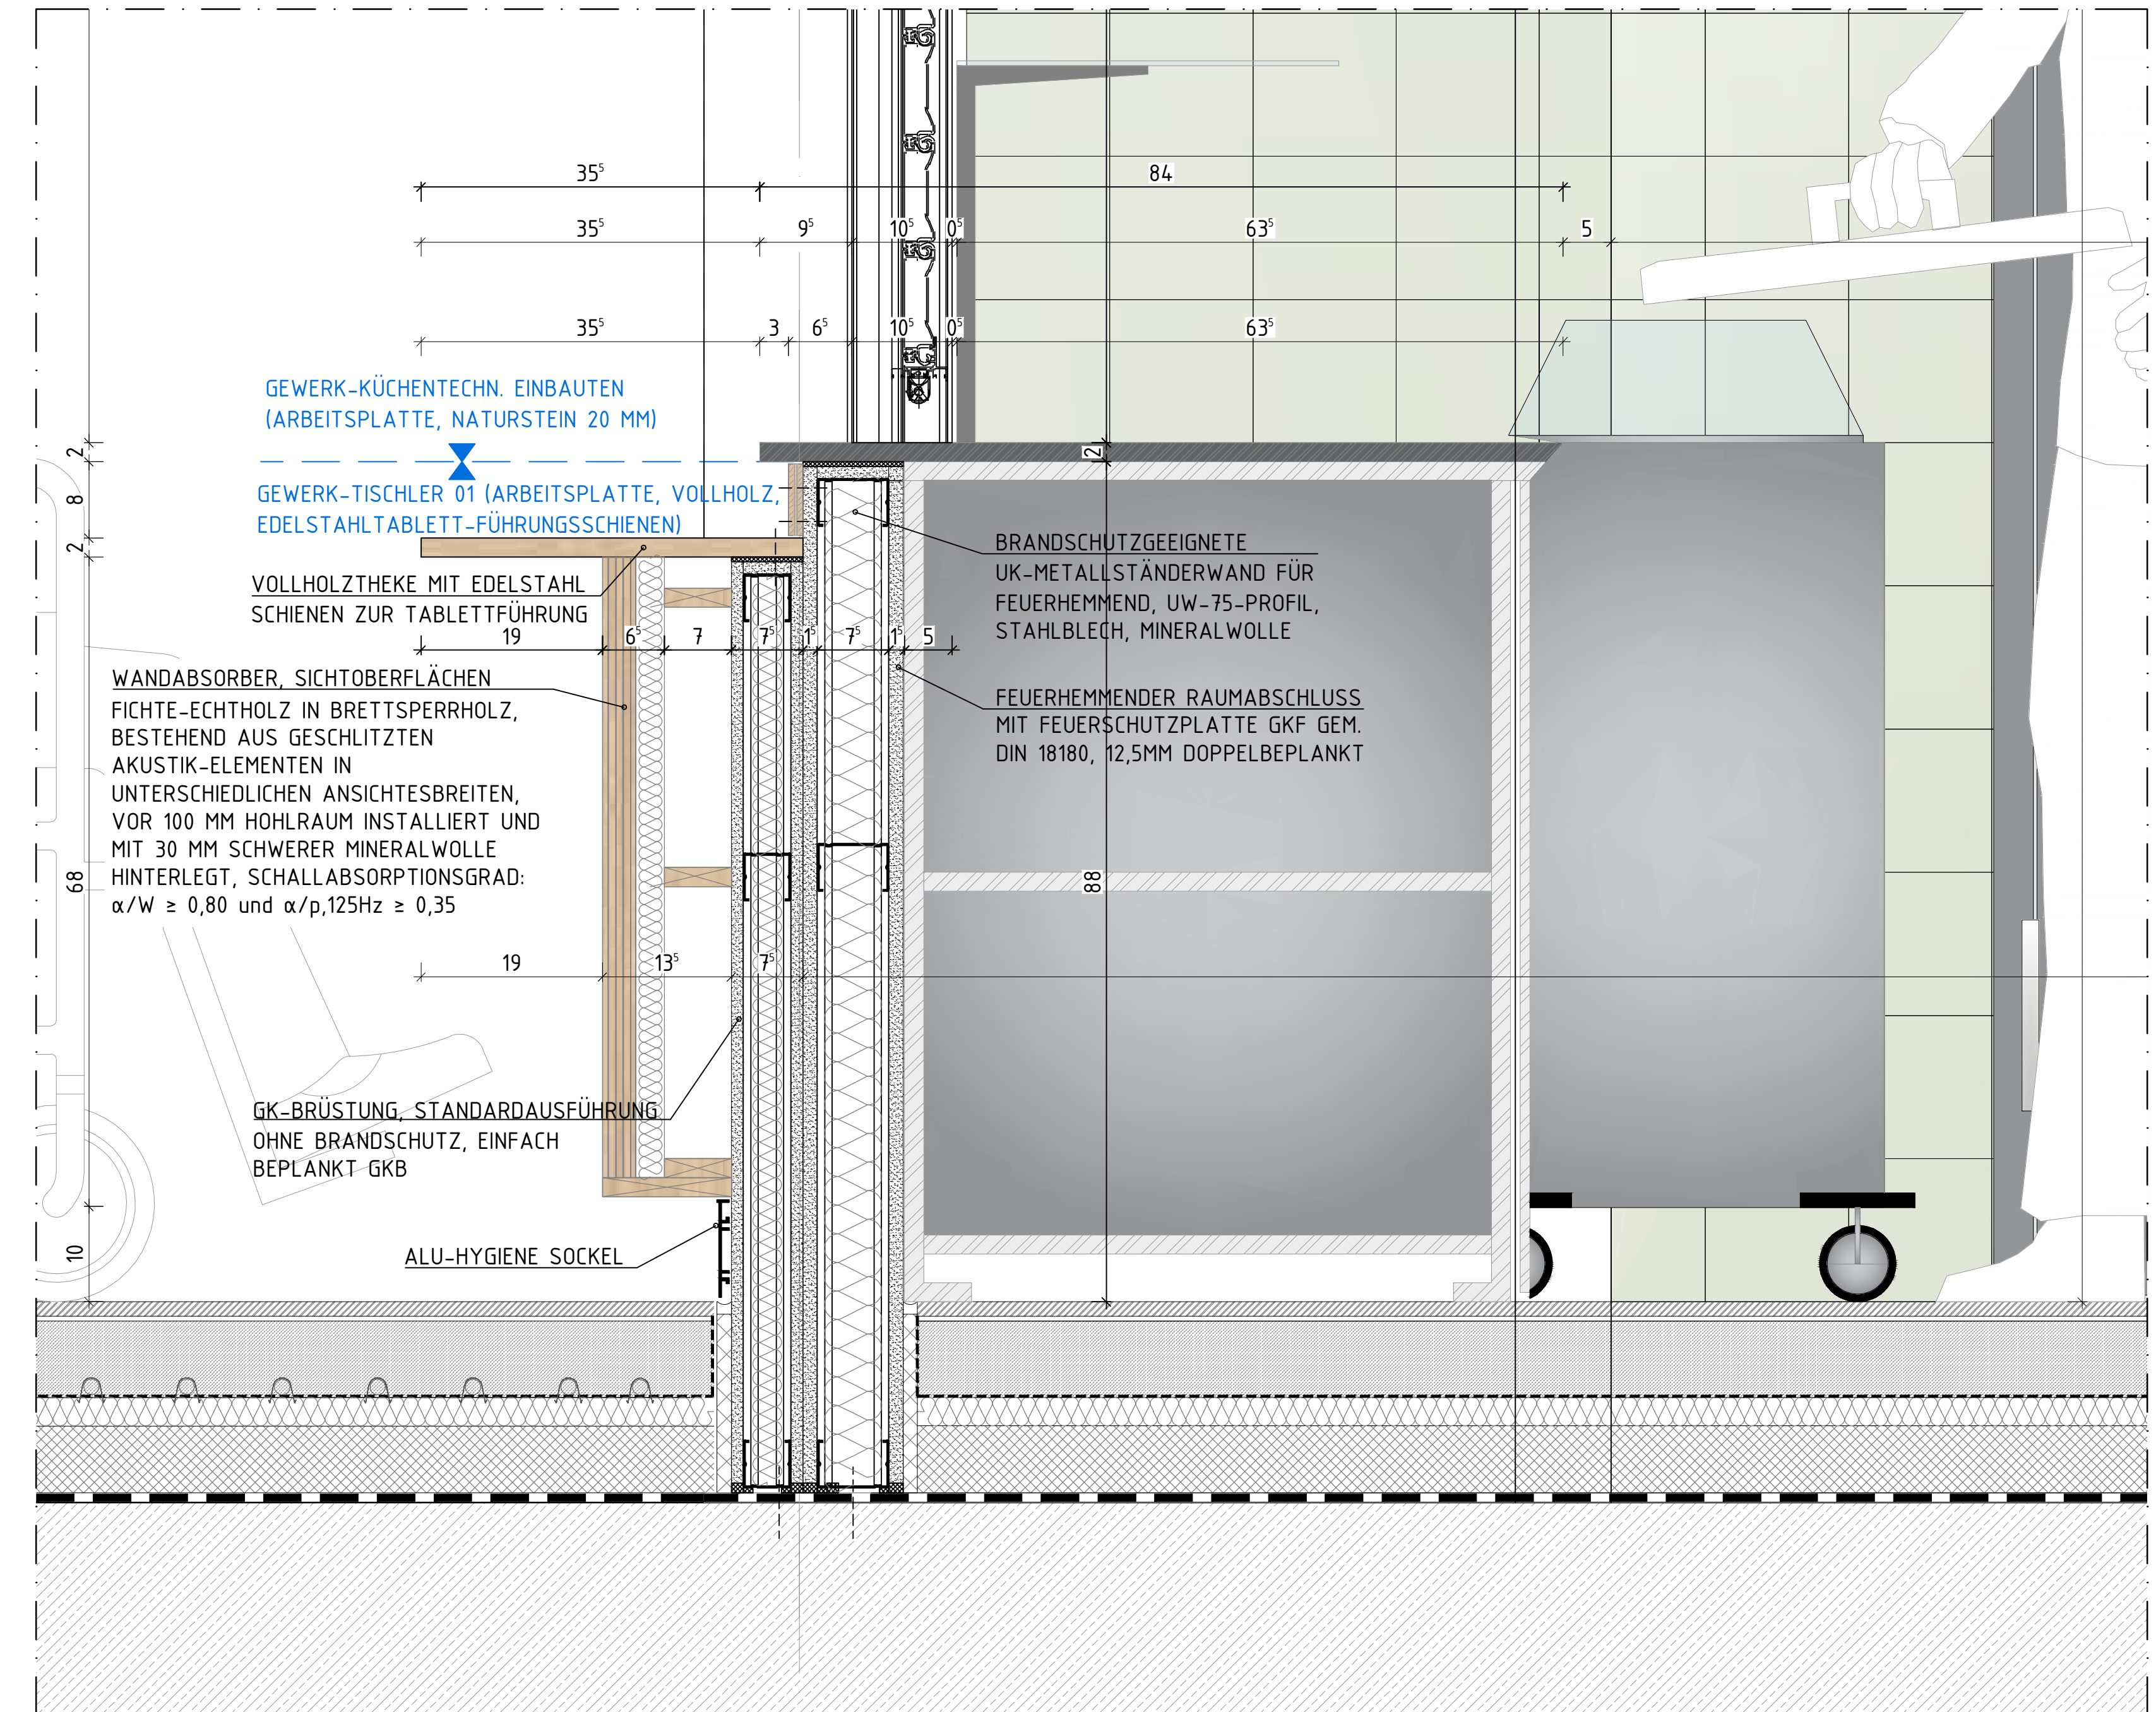 35⁵ 84
35⁵ 9⁵ 10⁵ 0⁵ 63⁵ 5
35⁵ 3 6⁵ 10⁵ 0⁵ 63⁵
GEWERK-KÜCHENTECHN. EINBAUTEN
(ARBEITSPLATTE, NATURSTEIN 20 MM)
2
2
8
GEWERK-TISCHLER 01 (ARBEITSPLATTE, VOLLHOLZ,
EDELSTAHLTABLETT-FÜHRUNGSSCHIENEN)
2
VOLLHOLZTHEKE MIT EDELSTAHL
SCHIENEN ZUR TABLETTFÜHRUNG
BRANDSCHUTZGEEIGNETE
UK-METALLSTÄNDERWAND FÜR
FEUERHEMMEND, UW-75-PROFIL,
STAHLBLECH, MINERALWOLLE
19 6⁵ 7 7⁵ 1⁵ 7⁵ 1⁵ 5
WANDABSORBER, SICHTOBERFLÄCHEN
FICHTE-ECHTHOLZ IN BRETTSPERRHOLZ,
BESTEHEND AUS GESCHLITZTEN
AKUSTIK-ELEMENTEN IN
UNTERSCHIEDLICHEN ANSICHTESBREITEN,
VOR 100 MM HOHLRAUM INSTALLIERT UND
MIT 30 MM SCHWERER MINERALWOLLE
HINTERLEGT, SCHALLABSORPTIONSGRAD:
α/W ≥ 0,80 und α/p,125Hz ≥ 0,35
FEUERHEMMENDER RAUMABSCHLUSS
MIT FEUERSCHUTZPLATTE GKF GEM.
DIN 18180, 12,5MM DOPPELBEPLANKT
68
88
19 13⁵ 7⁵
GK-BRÜSTUNG, STANDARDAUSFÜHRUNG
OHNE BRANDSCHUTZ, EINFACH
BEPLANKT GKB
10
ALU-HYGIENE SOCKEL